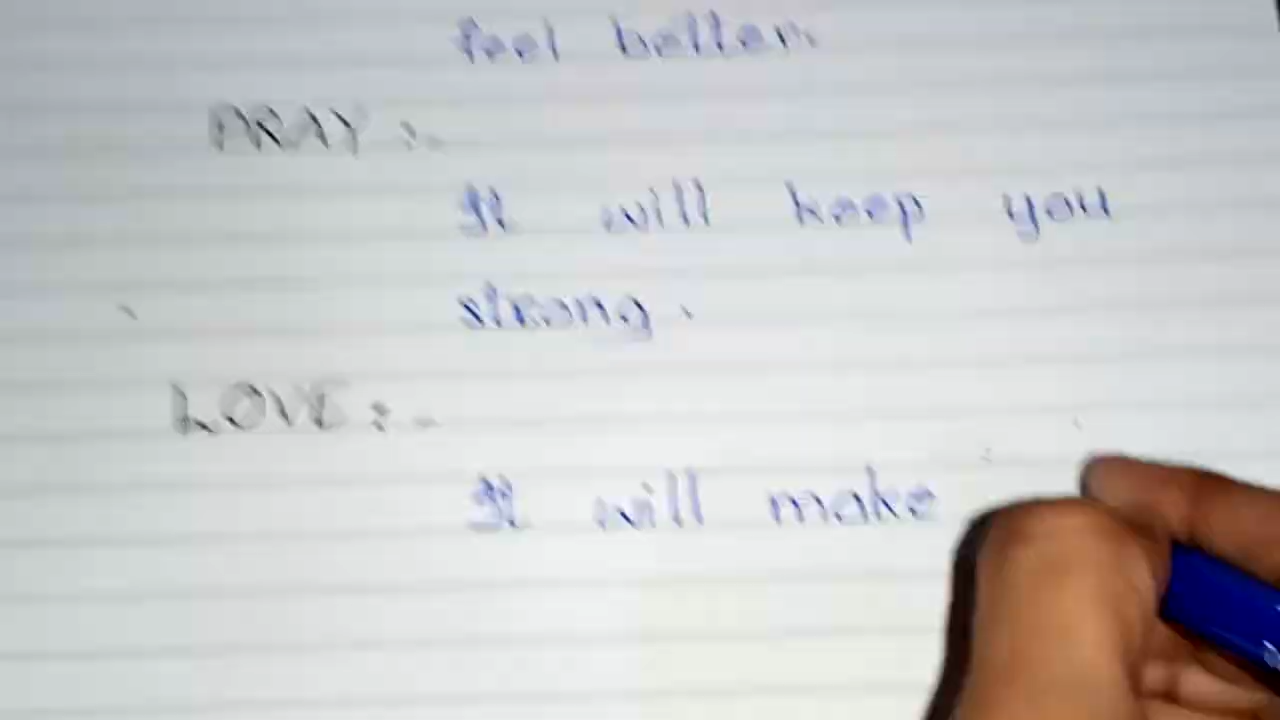 feel better
PRAY :-
It will keep you
strong.
LOVE :-
It will make